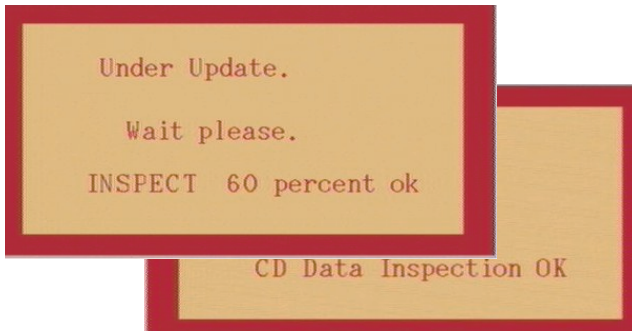 Under Update.
Wait please.
INSPECT 60 percent ok
CD Data Inspection OK